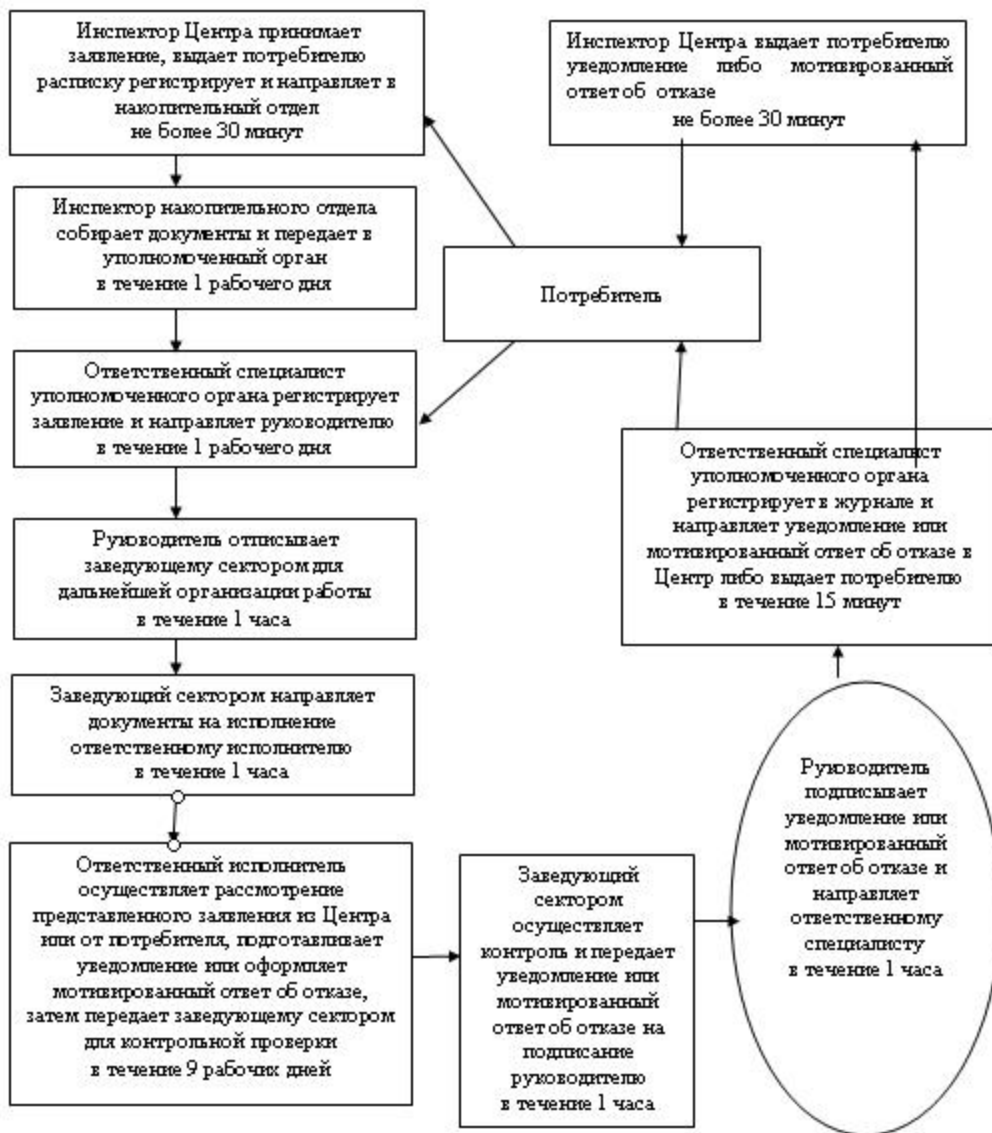 Инспектор Центра принимает
заявление, выдает потребителю
расписку регистрирует и направляет в
накопительный отдел
не более 30 минут
Инспектор Центра выдает потребителю
уведомление либо мотивированный
ответ об отказе
не более 30 минут
Инспектор накопительного отдела
собирает документы и передает в
уполномоченный орган
в течение 1 рабочего дня
Потребитель
Ответственный специалист
уполномоченного органа регистрирует
заявление и направляет руководителю
в течение 1 рабочего дня
Ответственный специалист
уполномоченного органа
регистрирует в журнале и
направляет уведомление или
мотивированный ответ об отказе в
Центр либо выдает потребителю
в течение 15 минут
Руководитель отписывает
заведующему сектором для
дальнейшей организации работы
в течение 1 часа
Заведующий сектором направляет
документы на исполнение
ответственному исполнителю
в течение 1 часа
Ответственный исполнитель
осуществляет рассмотрение
представленного заявления из Центра
или от потребителя, подготавливает
уведомление или оформляет
мотивированный ответ об отказе,
затем передает заведующему сектором
для контрольной проверки
в течение 9 рабочих дней
Заведующий
сектором
осуществляет
контроль и передает
уведомление или
мотивированный
ответ об отказе на
подписание
руководителю
в течение 1 часа
Руководитель
подписывает
уведомление или
мотивированный
ответ об отказе и
направляет
ответственному
специалисту
в течение 1 часа